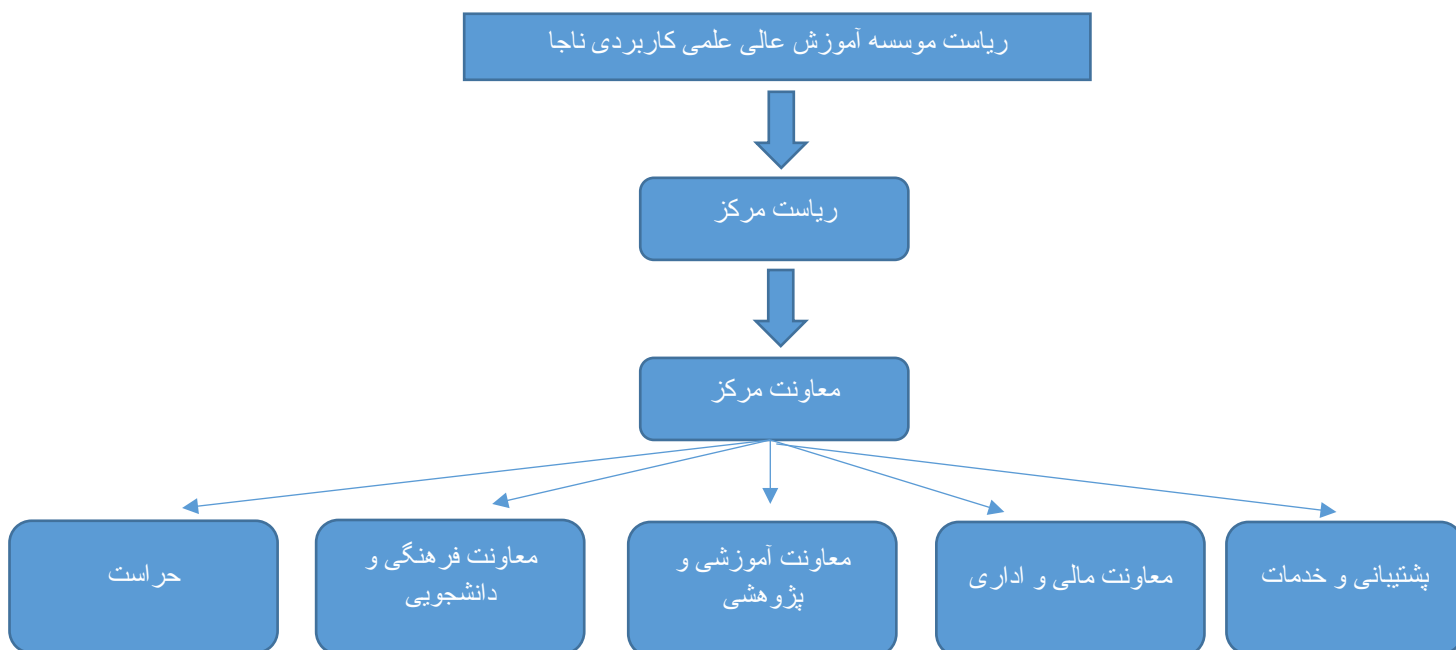 ریاست موسسه آموزش عالی علمی کاربردی ناجا
ریاست مرکز
معاونت مرکز
پشتیبانی و خدمات
معاونت مالی و اداری
معاونت آموزشی و
پژوهشی
معاونت فرهنگی و
دانشجویی
حراست